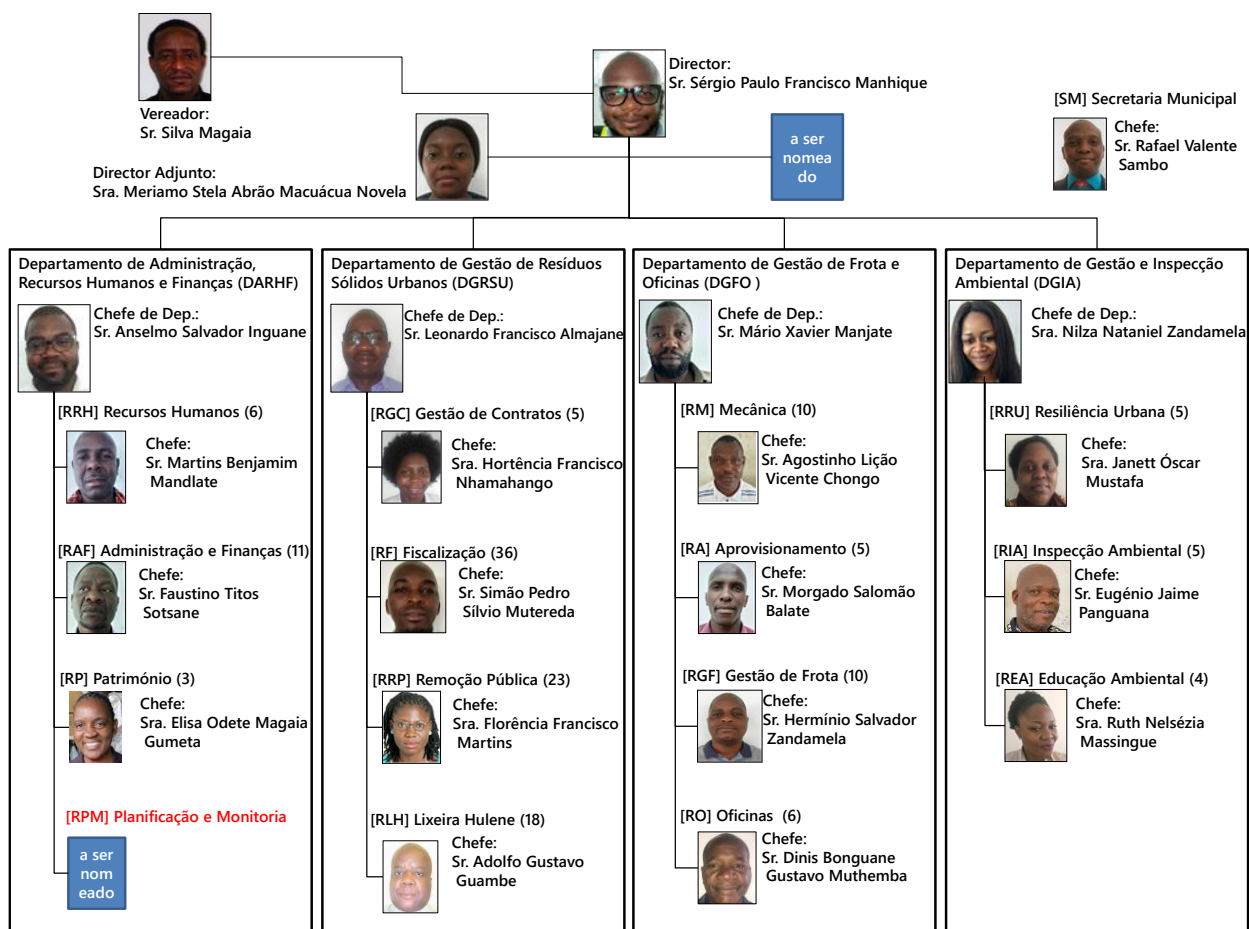 Director:
Sr. Sérgio Paulo Francisco Manhique
Vereador:
Sr. Silva Magaia
[SM] Secretaria Municipal
Chefe:
Sr. Rafael Valente
Sambo
a ser
nomea
do
Director Adjunto:
Sra. Meriamo Stela Abrão Macuácua Novela
Departamento de Administração,
Recursos Humanos e Finanças (DARHF)
Chefe de Dep.:
Sr. Anselmo Salvador Inguane
[RRH] Recursos Humanos (6)
Chefe:
Sr. Martins Benjamim
Mandlate
[RAF] Administração e Finanças (11)
Chefe:
Sr. Faustino Titos
Sotsane
[RP] Património (3)
Chefe:
Sra. Elisa Odete Magaia
Gumeta
[RPM] Planificação e Monitoria
a ser
nom
eado
Departamento de Gestão de Resíduos
Sólidos Urbanos (DGRSU)
Chefe de Dep.:
Sr. Leonardo Francisco Almajane
[RGC] Gestão de Contratos (5)
Chefe:
Sra. Hortência Francisco
Nhamahango
[RF] Fiscalização (36)
Chefe:
Sr. Simão Pedro
Sílvio Mutereda
[RRP] Remoção Pública (23)
Chefe:
Sra. Florência Francisco
Martins
[RLH] Lixeira Hulene (18)
Chefe:
Sr. Adolfo Gustavo
Guambe
Departamento de Gestão de Frota e
Oficinas (DGFO )
Chefe de Dep.:
Sr. Mário Xavier Manjate
[RM] Mecânica (10)
Chefe:
Sr. Agostinho Lição
Vicente Chongo
[RA] Aprovisionamento (5)
Chefe:
Sr. Morgado Salomão
Balate
[RGF] Gestão de Frota (10)
Chefe:
Sr. Hermínio Salvador
Zandamela
[RO] Oficinas (6)
Chefe:
Sr. Dinis Bonguane
Gustavo Muthemba
Departamento de Gestão e Inspecção
Ambiental (DGIA)
Chefe de Dep.:
Sra. Nilza Nataniel Zandamela
[RRU] Resiliência Urbana (5)
Chefe:
Sra. Janett Óscar
Mustafa
[RIA] Inspecção Ambiental (5)
Chefe:
Sr. Eugénio Jaime
Panguana
[REA] Educação Ambiental (4)
Chefe:
Sra. Ruth Nelsézia
Massingue